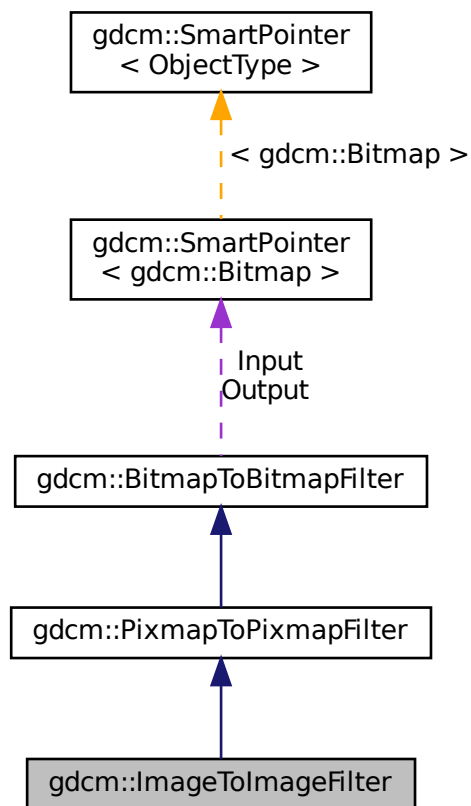 gdcm::SmartPointer
< ObjectType >
< gdcm::Bitmap >
gdcm::SmartPointer
< gdcm::Bitmap >
Input
Output
gdcm::BitmapToBitmapFilter
gdcm::PixmapToPixmapFilter
gdcm::ImageToImageFilter